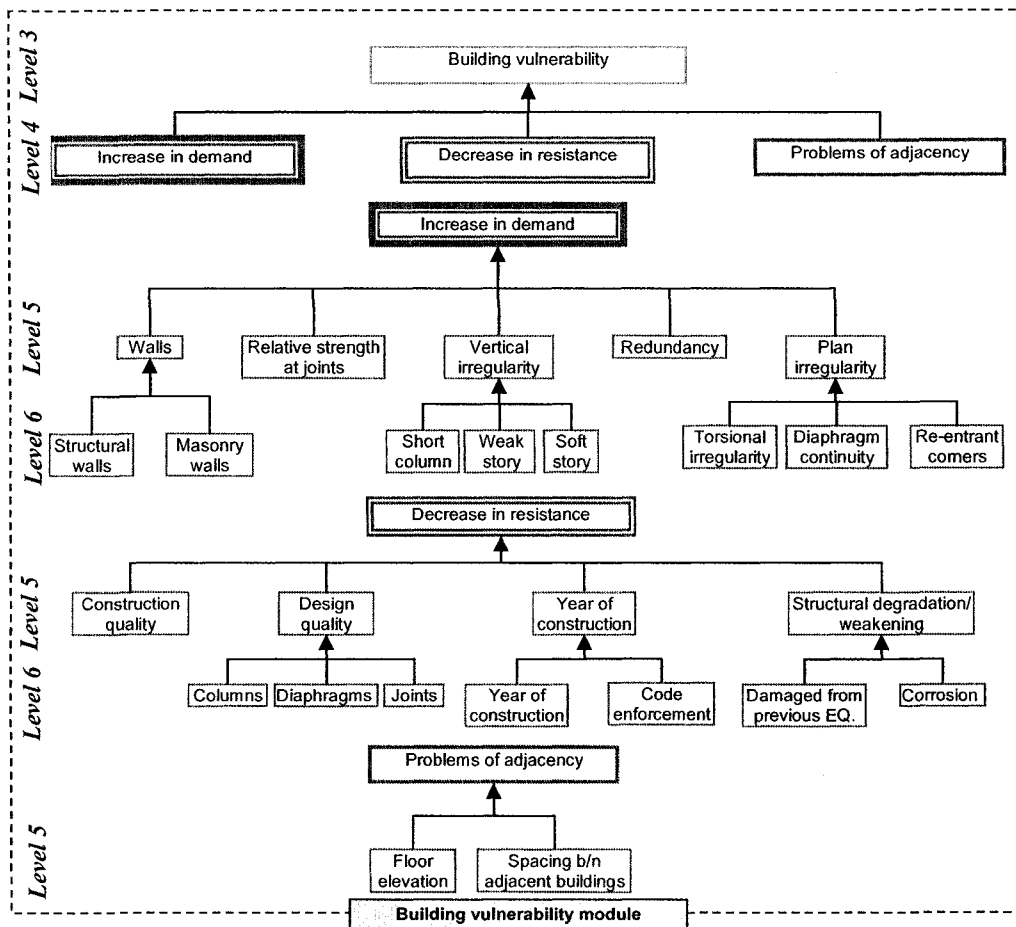 Level 3
Building vulnerability
Level 4
Increase in demand
Decrease in resistance
Problems of adjacency
Increase in demand
Level 5
Walls
Relative strength
at joints
Vertical
irregularity
Redundancy
Plan
irregularity
Level 6
Structural
walls
Masonry
walls
Short
column
Weak
story
Soft
story
Torsional
irregularity
Diaphragm
continuity
Re-entrant
corners
Decrease in resistance
Level 5
Construction
quality
Design
quality
Year of
construction
Structural degradation/
weakening
Level 6
Columns
Diaphragms
Joints
Year of
construction
Code
enforcement
Damaged from
previous EQ.
Corrosion
Problems of adjacency
Level 5
Floor
elevation
Spacing b/n
adjacent buildings
Building vulnerability module